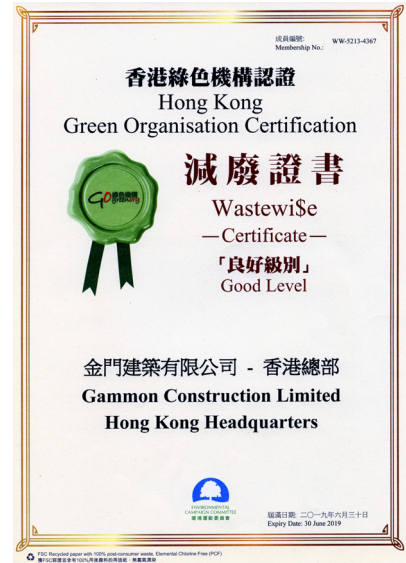 成員編號:
Membership No.: WW-5213-4367
香港綠色機構認證
Hong Kong
Green Organisation Certification
減廢證書
Wastewi$e
—Certificate—
「良好級別」
Good Level
金門建築有限公司 - 香港總部
Gammon Construction Limited
Hong Kong Headquarters
ENVIRONMENTAL
CAMPAIGN COMMITTEE
環境運動委員會
屆滿日期: 二〇一九年六月三十日
Expiry Date: 30 June 2019
FSC Recycled paper with 100% post-consumer waste, Elemental Chlorine Free (PCF)